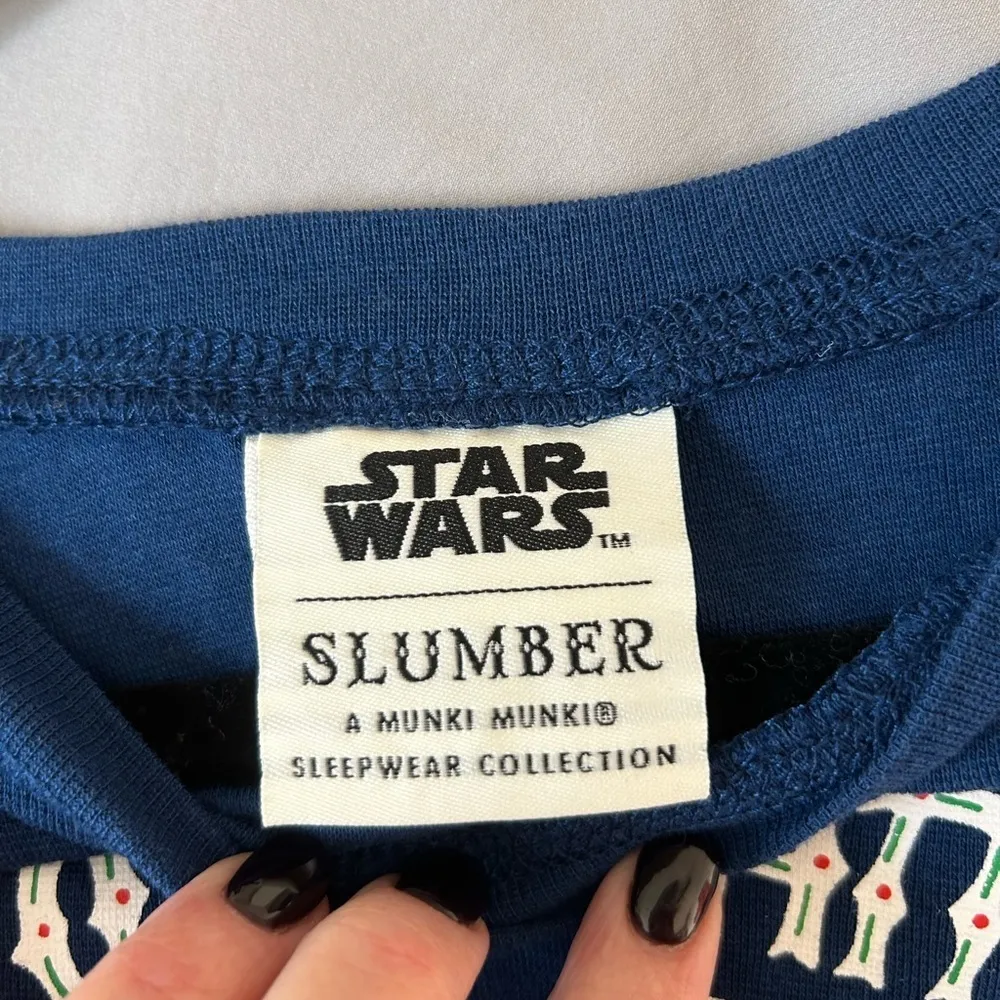 STAR
WARS™
SLUMBER
A MUNKI MUNKI®
SLEEPWEAR COLLECTION